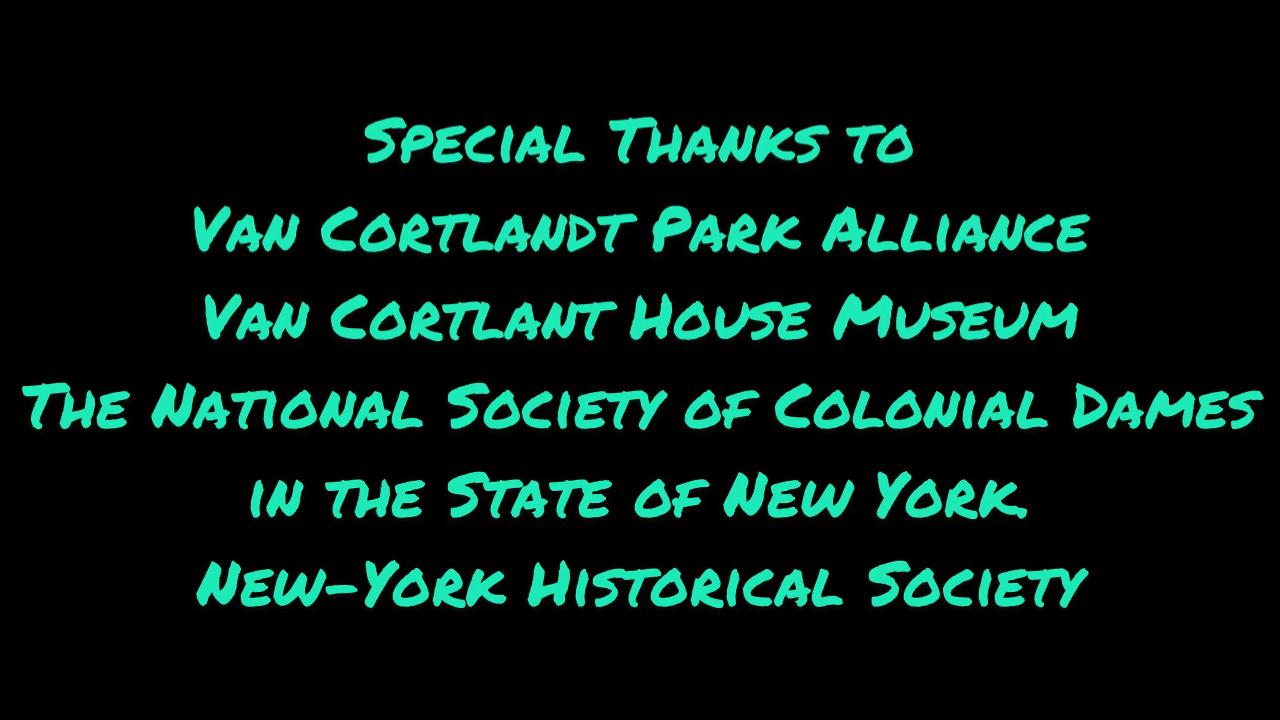 Special Thanks to
Van Cortlandt Park Alliance
Van Cortlant House Museum
The National Society of Colonial Dames
in the State of New York.
New-York Historical Society